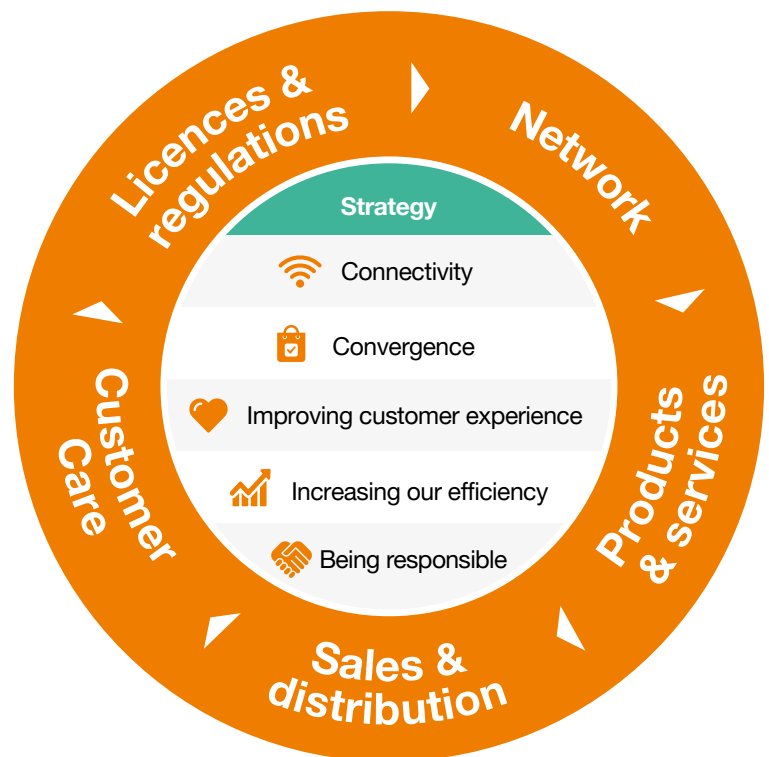 Licences &
regulations
Network
Products
& services
Sales &
distribution
Customer
Care
Strategy
Connectivity
Convergence
Improving customer experience
Increasing our efficiency
Being responsible